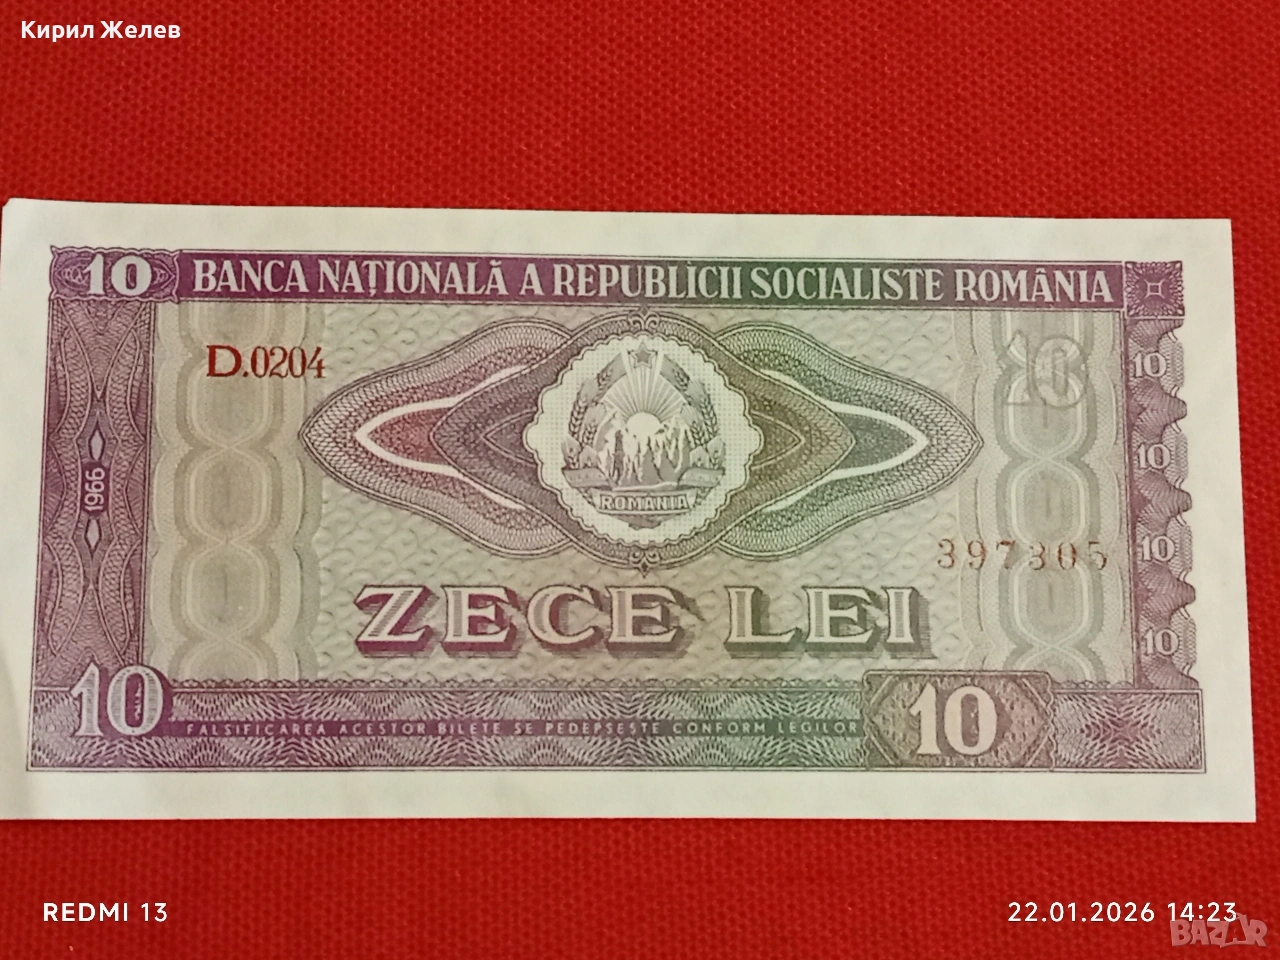 Кирил Желев
10 BANCA NAȚIONALĂ A REPUBLICII SOCIALISTE ROMÂNIA
D.0204
10
10
10
10
10
1966
ROMANIA
397305
ZECE LEI
10 FALSIFICAREA ACESTOR BILETE SE PEDEPSEȘTE CONFORM LEGILOR 10
REDMI 13
22.01.2026 14:23
BAZAR